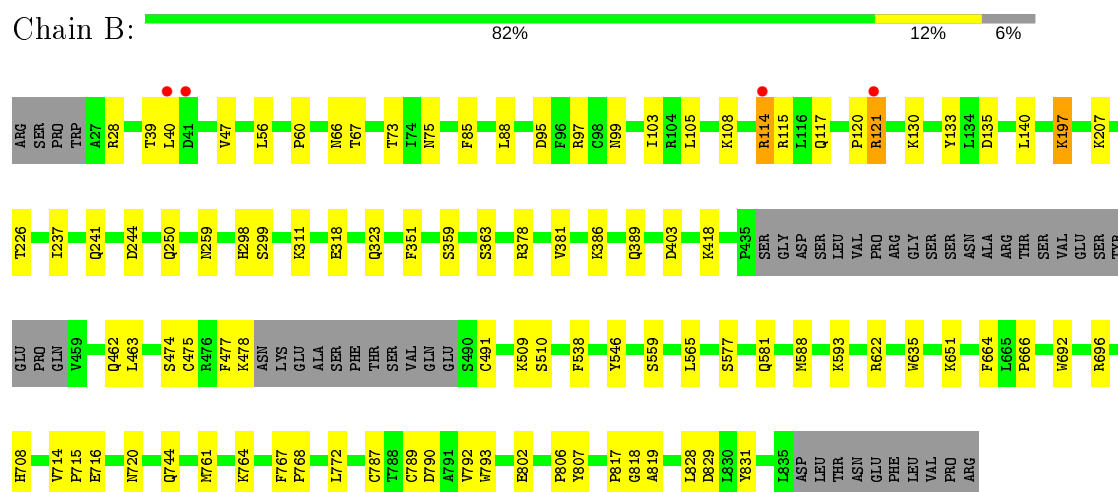 Chain B:
82% 12% 6%
ARG SER PRO TRP A27 R28 T39 L40 D41 V47 L56 P60 N66 T67 T73 I74 N75 F85 L88 D95 F96 R97 C98 N99 I103 R104 L105 K108 R114 R115 L116 Q117 P120 R121 K130 Y133 L134 D135 L140 K197 K207
T226 I237 Q241 D244 Q250 N259 H298 S299 K311 E318 Q323 F351 S359 S363 R378 V381 K386 Q389 D403 K418 P435 SER GLY ASP SER LEU VAL PRO ARG GLY SER SER ASN ALA ARG THR SER VAL GLU SER TYR
GLU PRO GLN V459 Q462 L463 S474 C475 R476 F477 K478 ASN LYS GLU ALA SER PHE THR SER VAL GLN GLU S490 C491 K509 S510 F538 Y546 S559 L565 S577 Q581 M588 K593 R622 W635 K651 F664 L665 P666 W692 R696
H708 V714 P715 E716 N720 Q744 M761 K764 F767 P768 L772 C787 T788 C789 D790 A791 V792 W793 E802 P806 Y807 P817 G818 A819 L828 D829 L830 Y831 L835 ASP LEU THR ASN GLU PHE LEU VAL PRO ARG